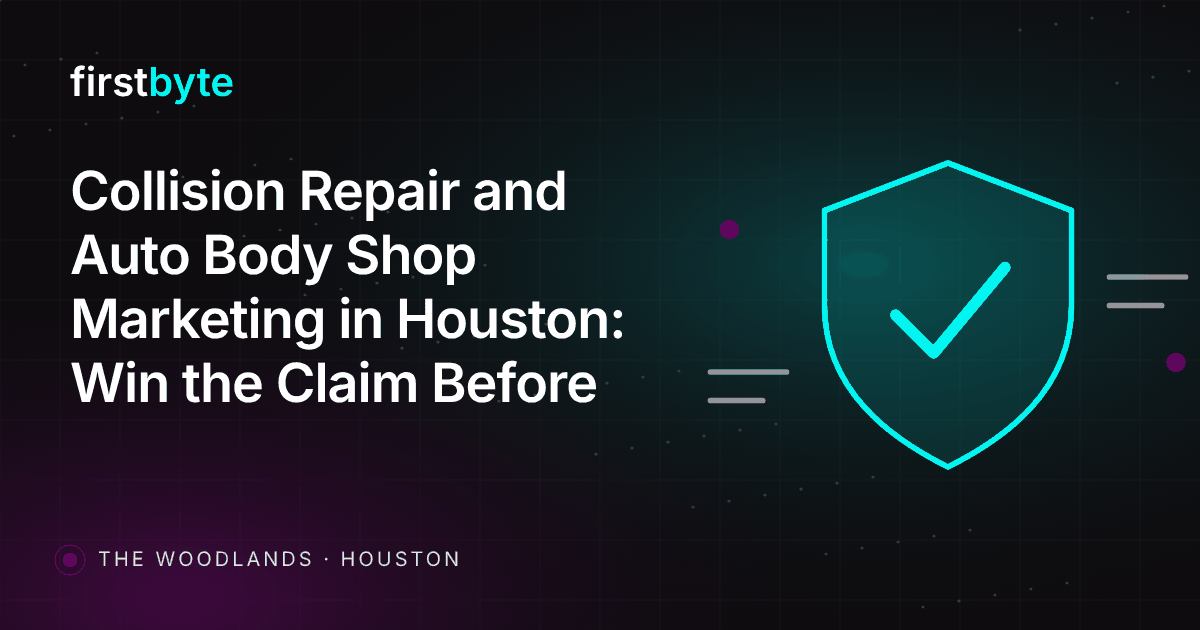 firstbyte
Collision Repair and
Auto Body Shop
Marketing in Houston:
Win the Claim Before
THE WOODLANDS · HOUSTON